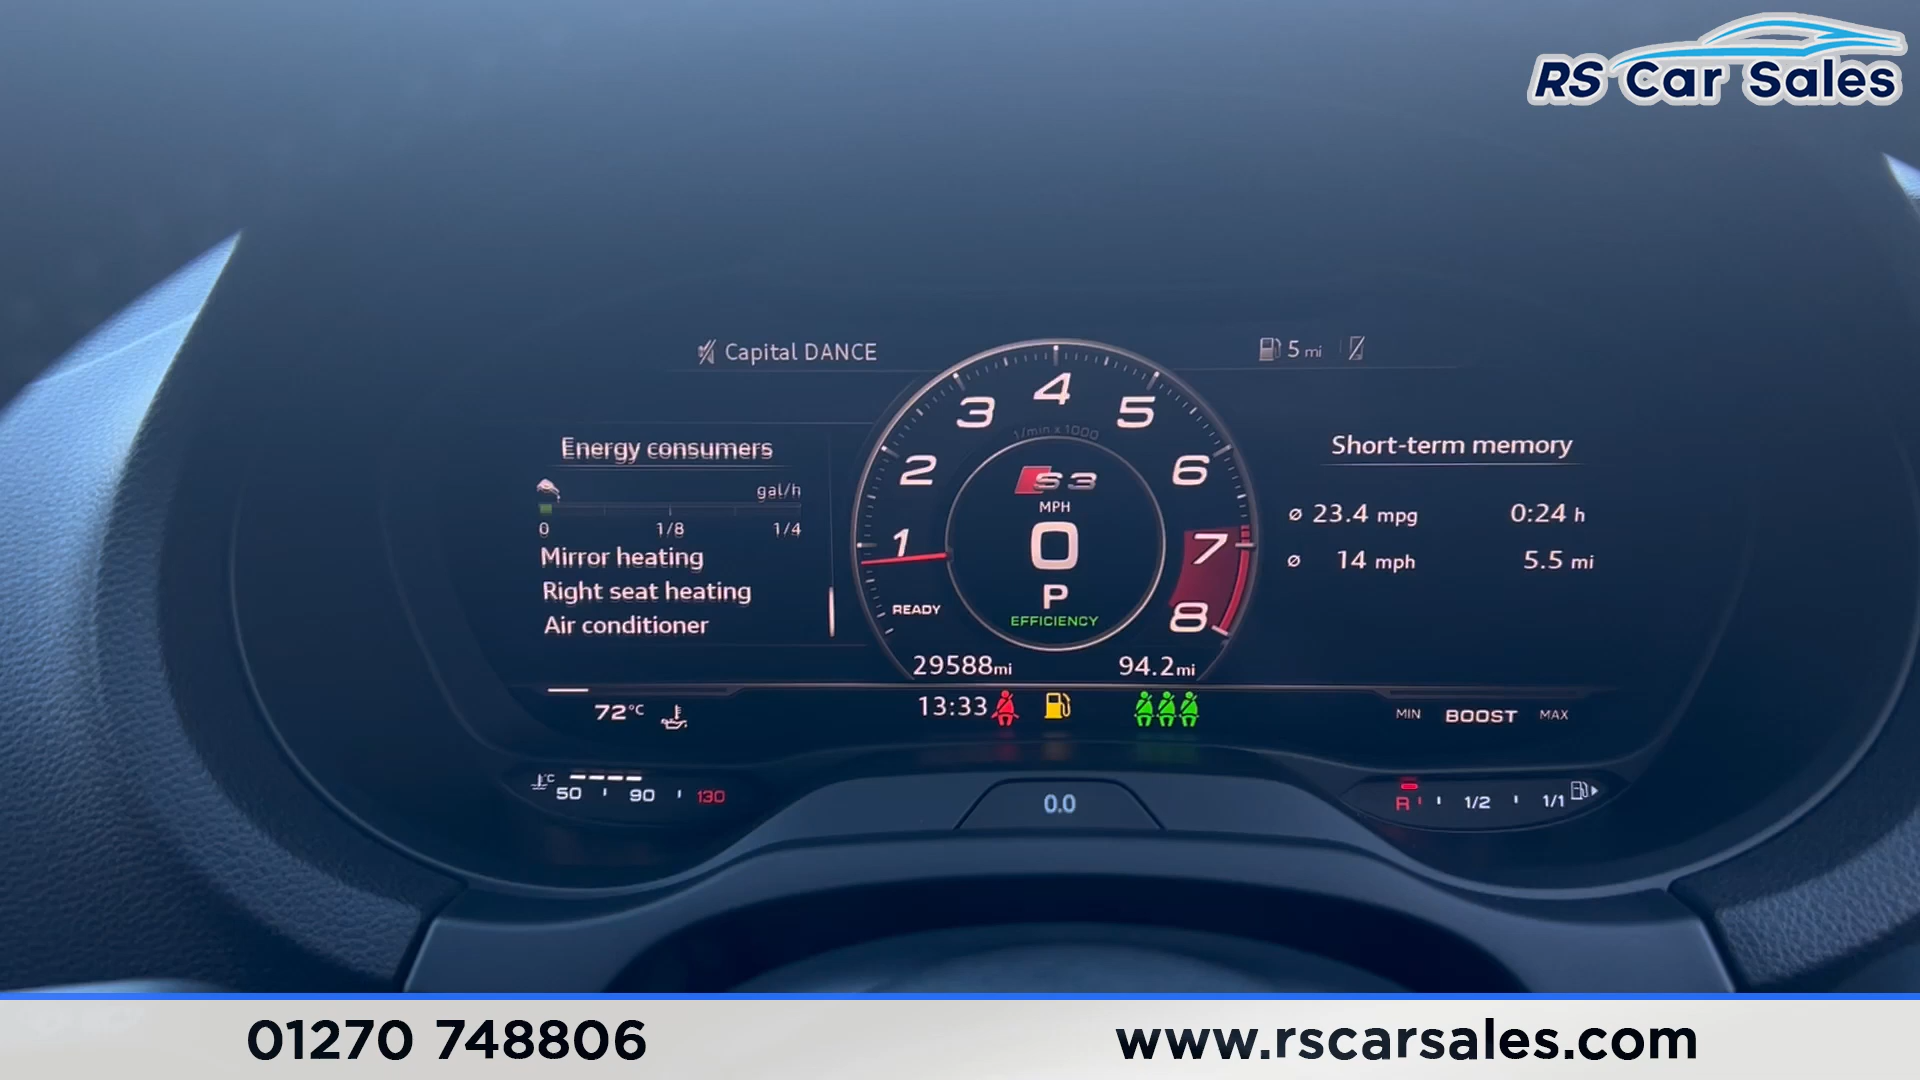 RS Car Sales
Capital DANCE
5 mi
Energy consumers
gal/h
0 1/8 1/4
Mirror heating
Right seat heating
Air conditioner
1 2 3 4 5 6 7 8
1/min x 1000
S3
MPH
0
P
EFFICIENCY
READY
29588mi
94.2mi
Short-term memory
ø 23.4 mpg 0:24 h
ø 14 mph 5.5 mi
72°C
13:33
MIN BOOST MAX
°C
50 90 130
0.0
R 1/2 1/1
01270 748806
www.rscarsales.com